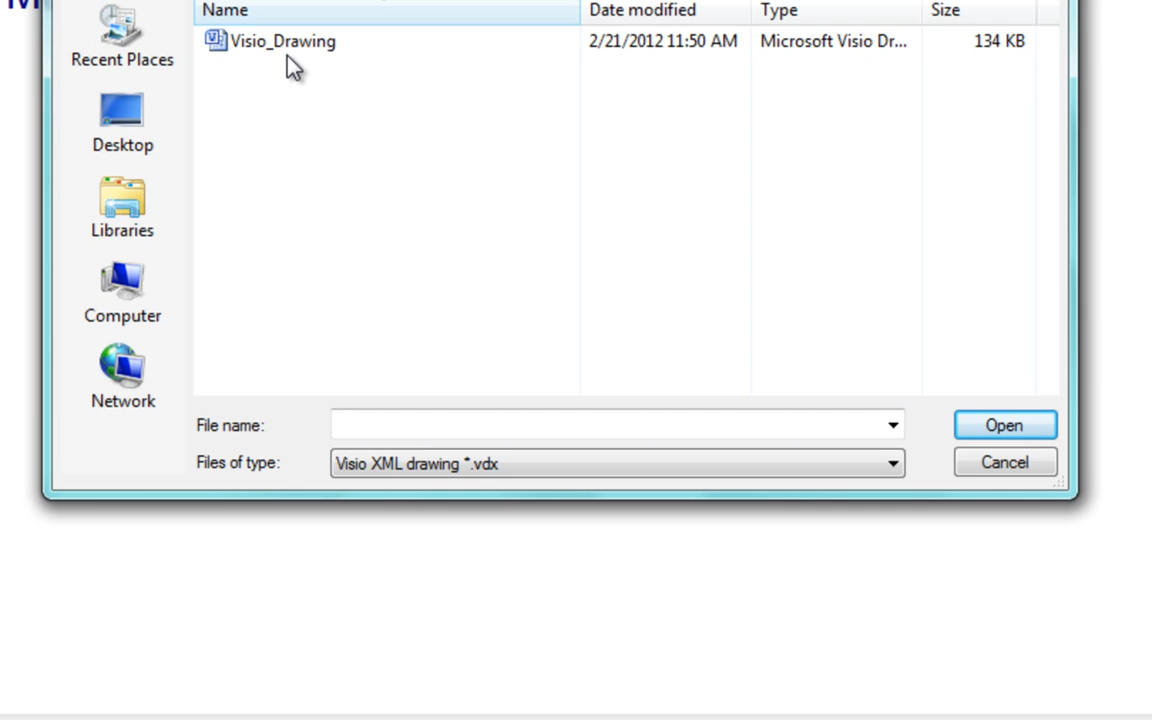 Name Date modified Type Size
Recent Places
Visio_Drawing 2/21/2012 11:50 AM Microsoft Visio Dr... 134 KB
Desktop
Libraries
Computer
Network
File name: Open
Files of type: Visio XML drawing *.vdx Cancel